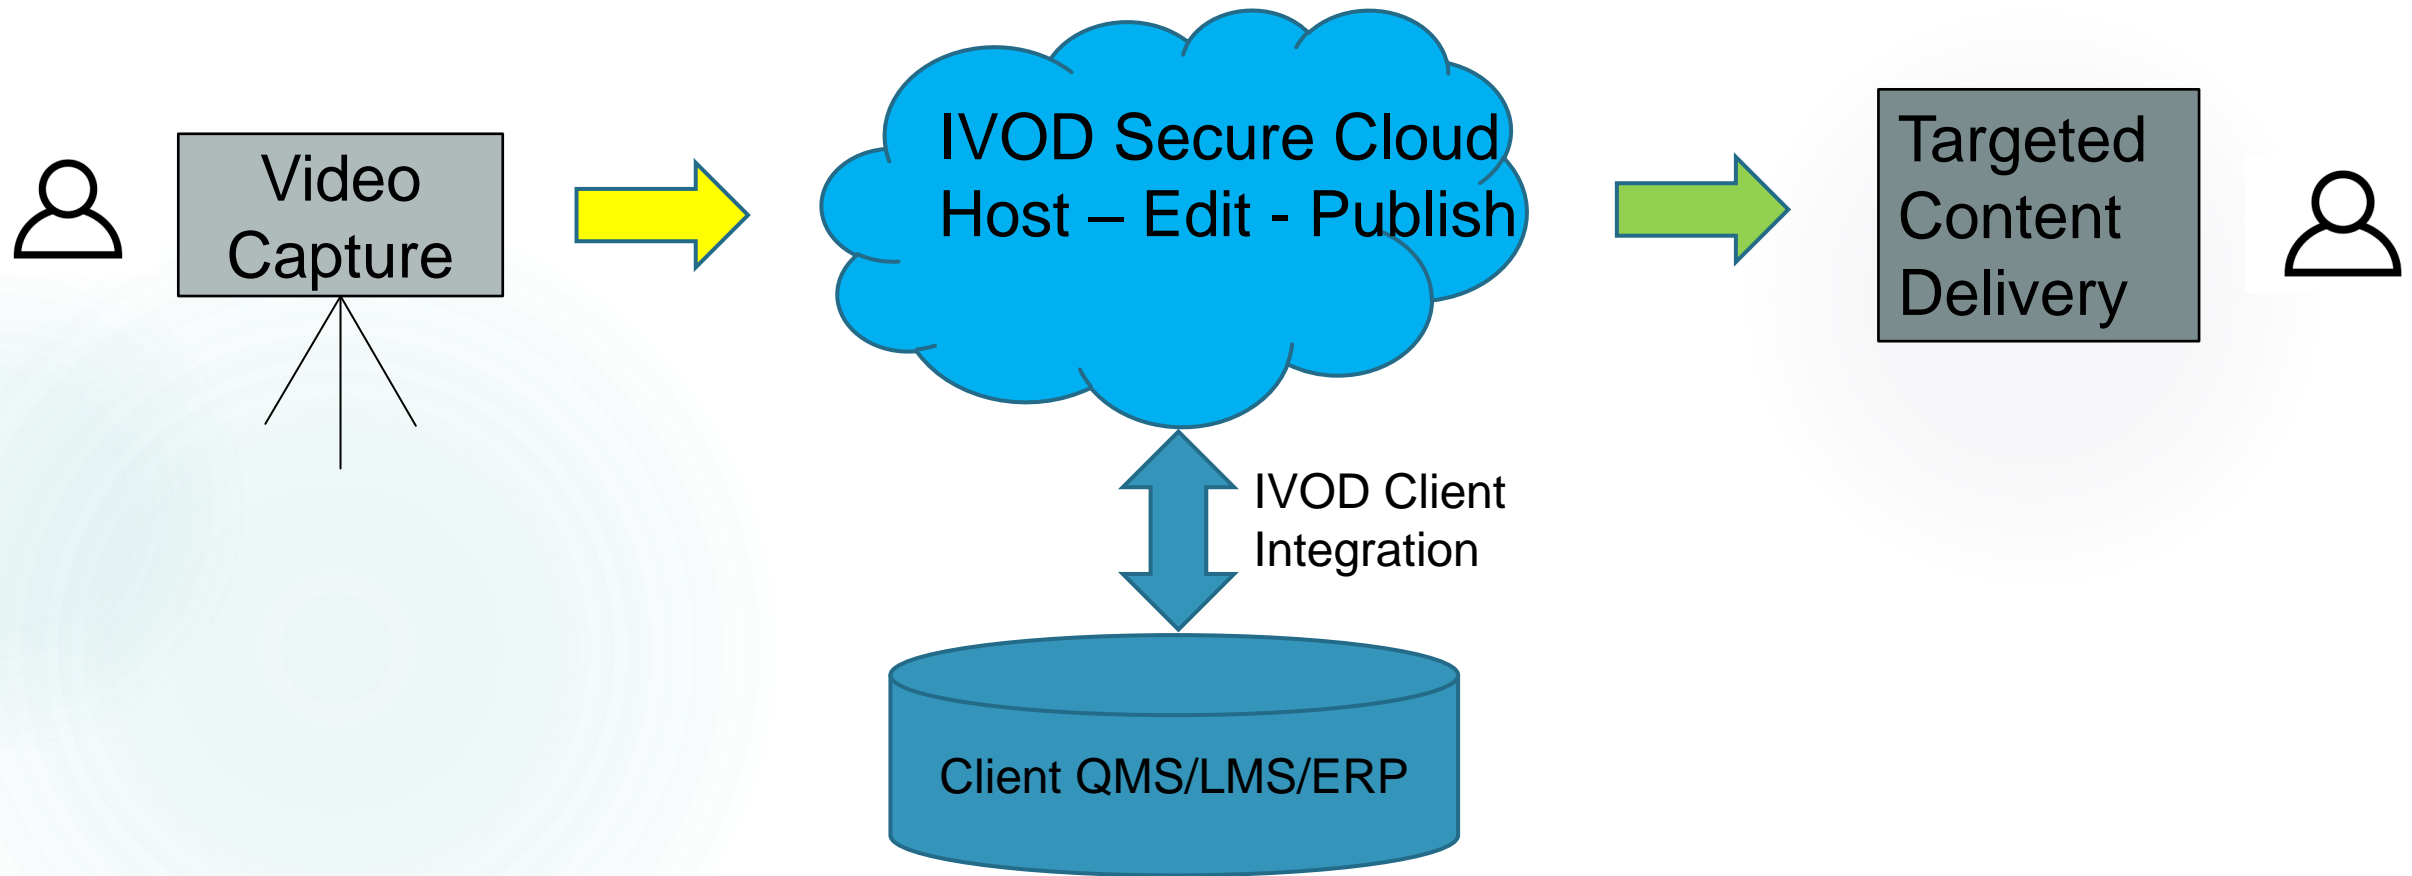 Video
Capture
IVOD Secure Cloud
Host – Edit - Publish
Targeted
Content
Delivery
IVOD Client
Integration
Client QMS/LMS/ERP